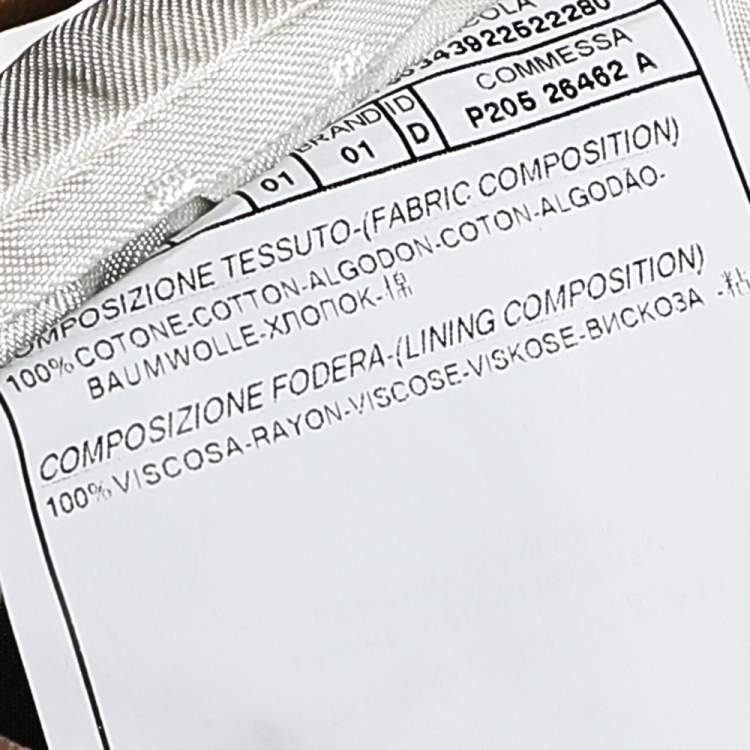 COMMESSA
P205 26462 A
BRAND ID
01 01 D
COMPOSIZIONE TESSUTO-(FABRIC COMPOSITION)
100% COTONE-COTTON-ALGODON-COTON-ALGODÃO-
BAUMWOLLE-ХЛОПОК-棉
COMPOSIZIONE FODERA-(LINING COMPOSITION)
100% VISCOSA-RAYON-VISCOSE-VISKOSE-ВИСКОЗА -粘